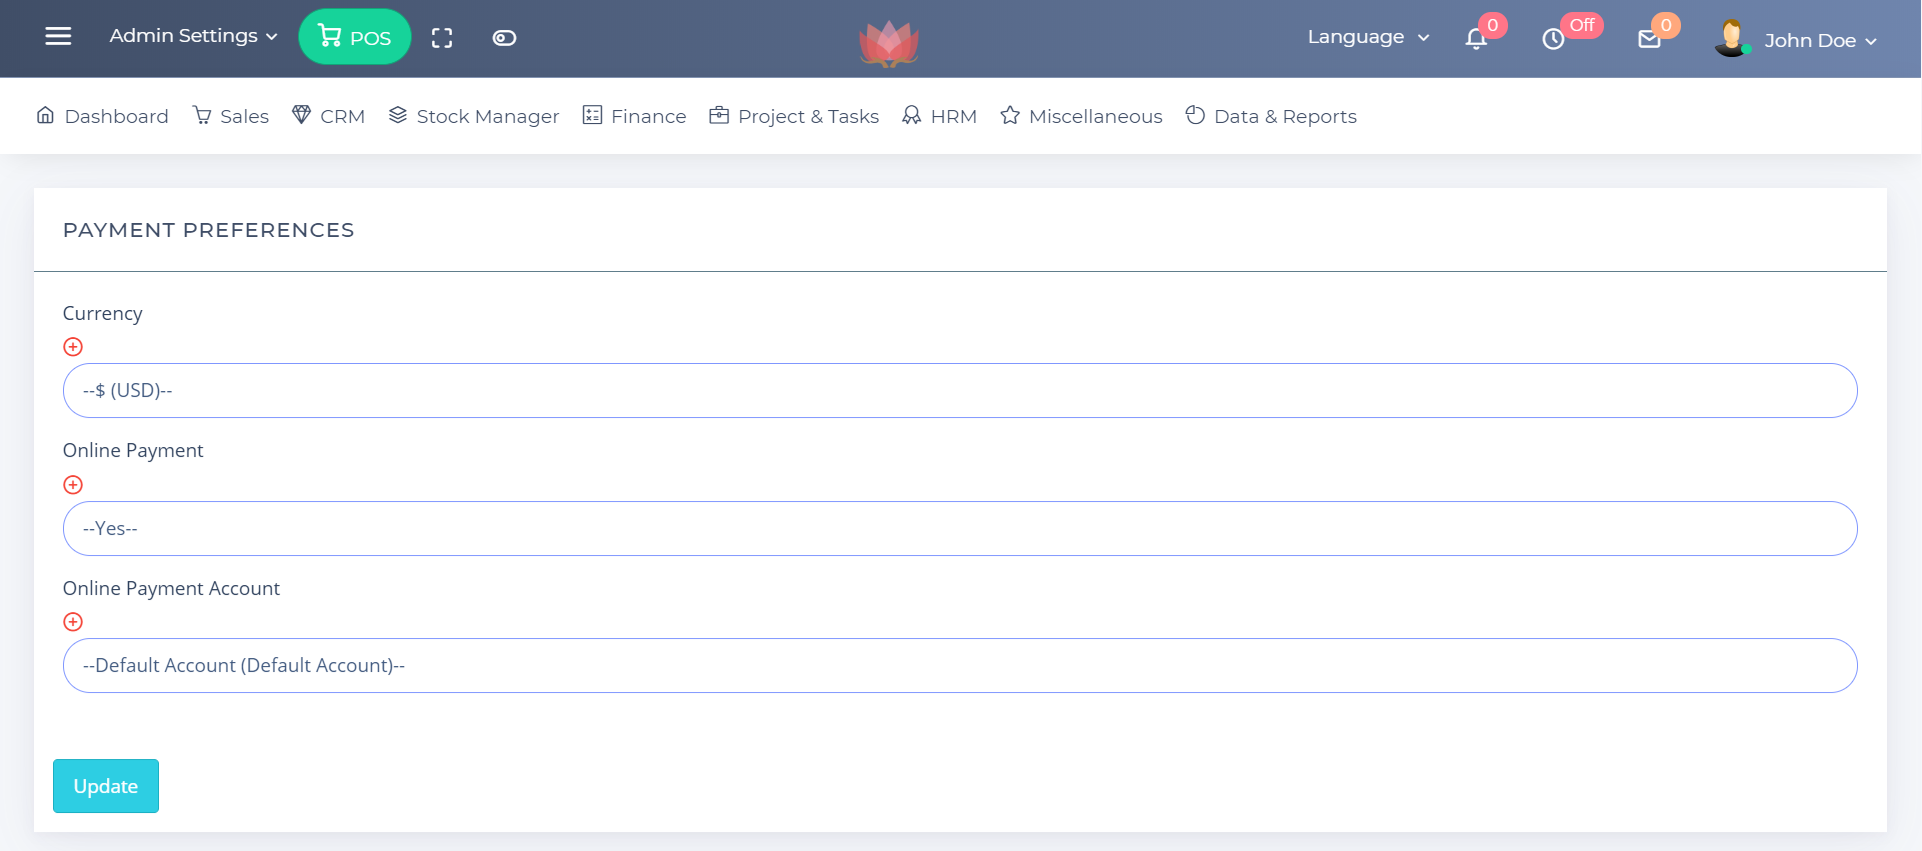 Admin Settings POS Language 0 Off 0 John Doe
Dashboard Sales CRM Stock Manager Finance Project & Tasks HRM Miscellaneous Data & Reports
PAYMENT PREFERENCES
Currency
--$ (USD)--
Online Payment
--Yes--
Online Payment Account
--Default Account (Default Account)--
Update